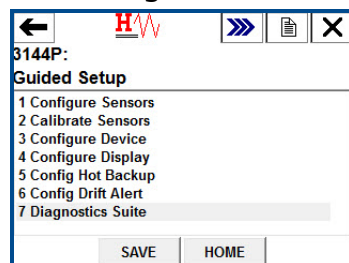 H
3144P:
Guided Setup
1 Configure Sensors
2 Calibrate Sensors
3 Configure Device
4 Configure Display
5 Config Hot Backup
6 Config Drift Alert
7 Diagnostics Suite
SAVE HOME